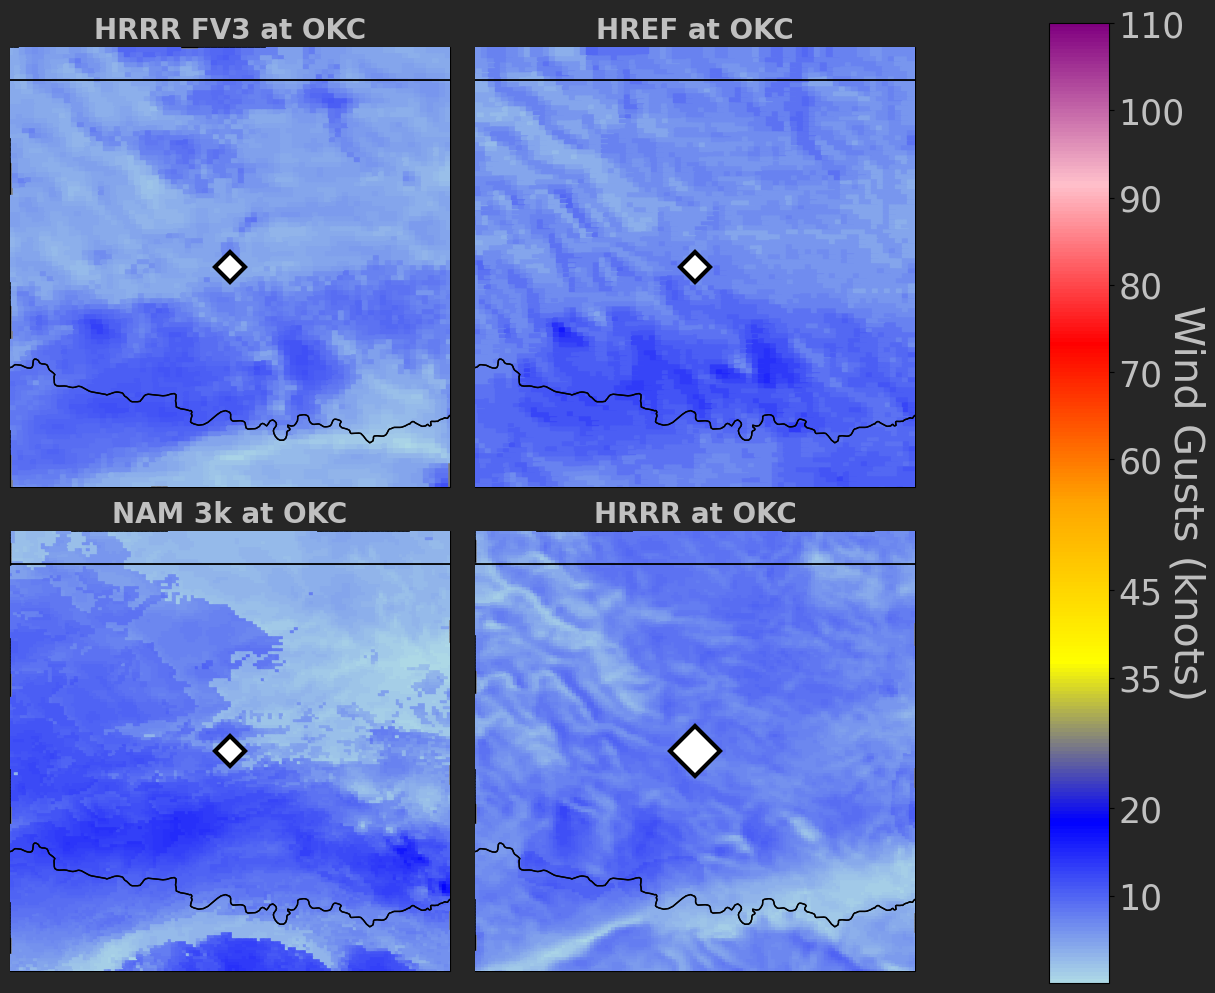 HRRR FV3 at OKC
HREF at OKC
NAM 3k at OKC
HRRR at OKC
110
100
90
80
70
60
45
35
20
10
Wind Gusts (knots)